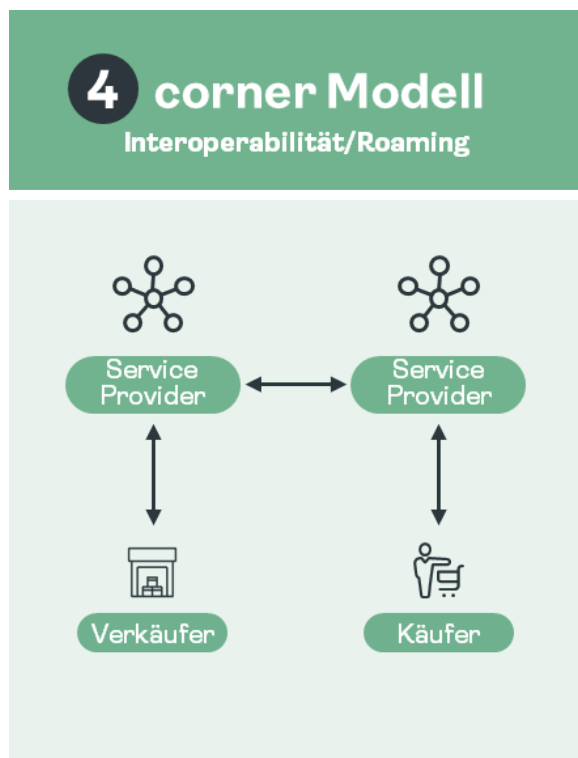 4 corner Modell
Interoperabilität/Roaming
Service
Provider
Service
Provider
Verkäufer
Käufer